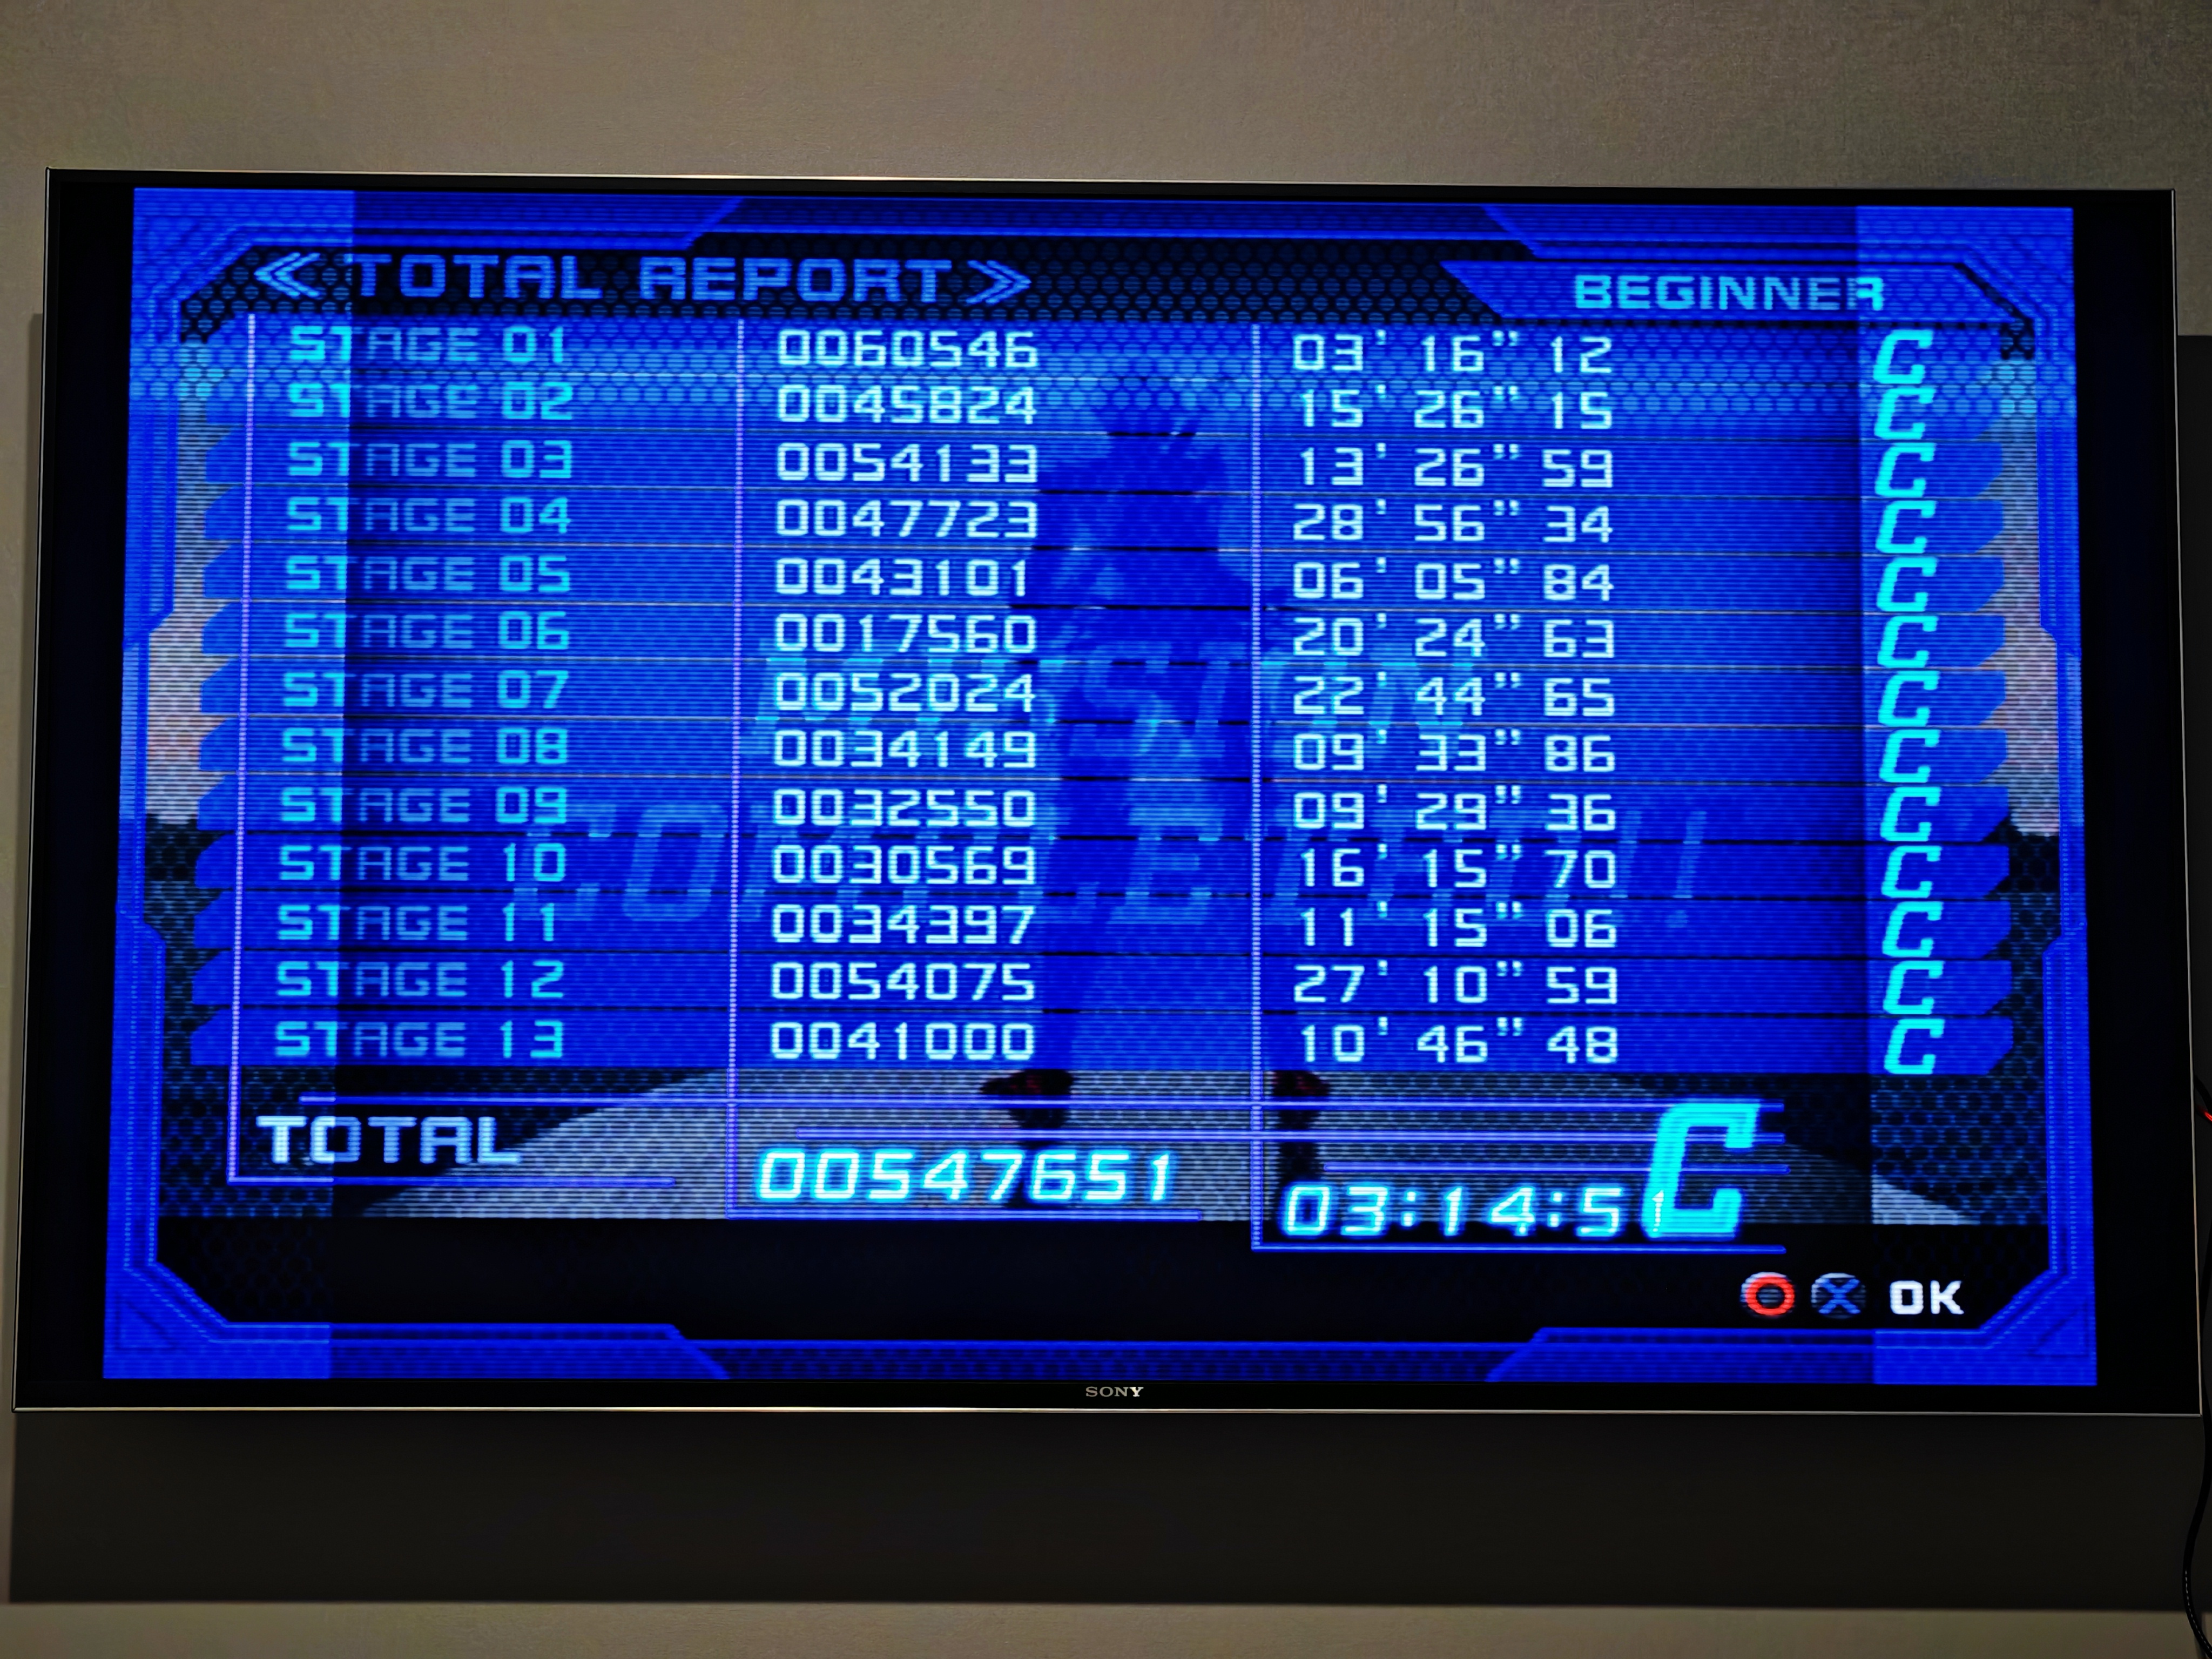 ≪ TOTAL REPORT ≫ BEGINNER
STAGE 01 0060546 03' 16" 12 C
STAGE 02 0045824 15' 26" 15 C
STAGE 03 0054133 13' 26" 59 C
STAGE 04 0047723 28' 56" 34 C
STAGE 05 0043101 06' 05" 84 C
STAGE 06 0017560 20' 24" 63 C
STAGE 07 0052024 22' 44" 65 C
STAGE 08 0034149 09' 33" 86 C
STAGE 09 0032550 09' 29" 36 C
STAGE 10 0030569 16' 15" 70 C
STAGE 11 0034397 11' 15" 06 C
STAGE 12 0054075 27' 10" 59 C
STAGE 13 0041000 10' 46" 48 C
TOTAL 00547651 03:14:51 C
OK
SONY